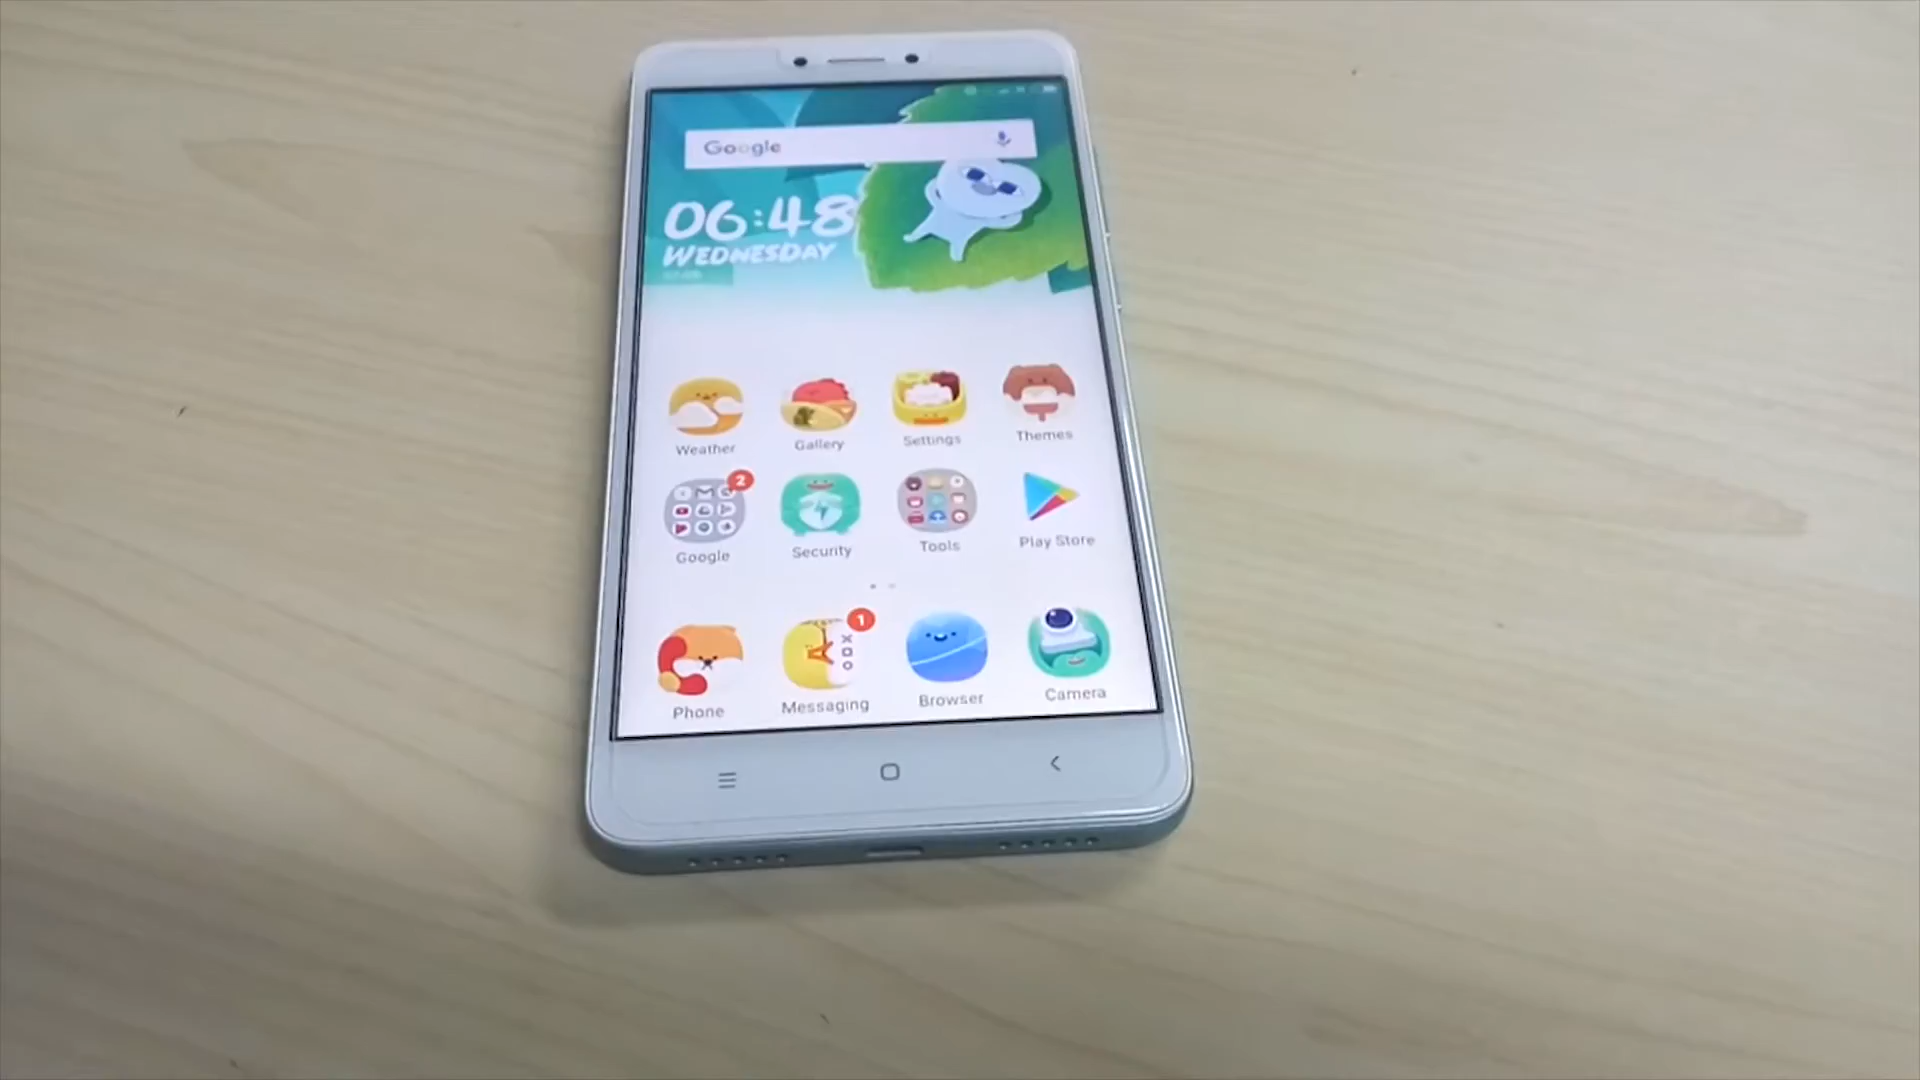 Google
06:48
WEDNESDAY
Weather Gallery Settings Themes
2
Google Security Tools Play Store
1
Phone Messaging Browser Camera